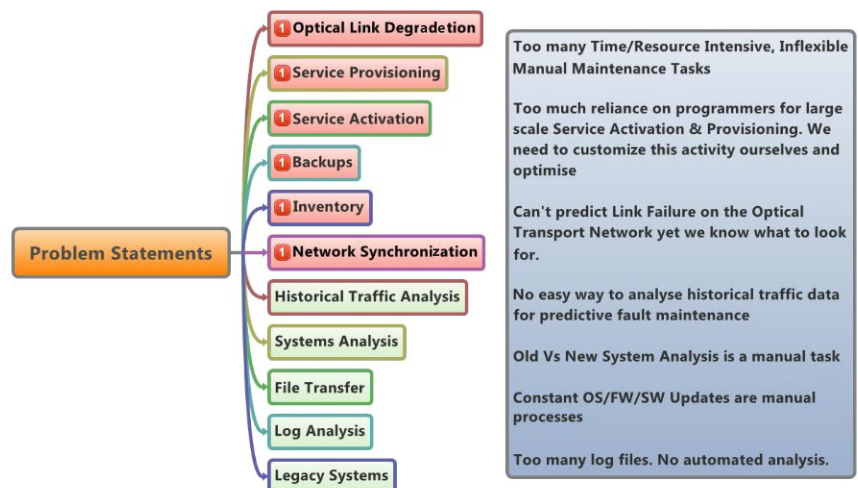 Problem Statements
1 Optical Link Degradetion
1 Service Provisioning
1 Service Activation
1 Backups
1 Inventory
1 Network Synchronization
Historical Traffic Analysis
Systems Analysis
File Transfer
Log Analysis
Legacy Systems
Too many Time/Resource Intensive, Inflexible
Manual Maintenance Tasks
Too much reliance on programmers for large
scale Service Activation & Provisioning. We
need to customize this activity ourselves and
optimise
Can't predict Link Failure on the Optical
Transport Network yet we know what to look
for.
No easy way to analyse historical traffic data
for predictive fault maintenance
Old Vs New System Analysis is a manual task
Constant OS/FW/SW Updates are manual
processes
Too many log files. No automated analysis.